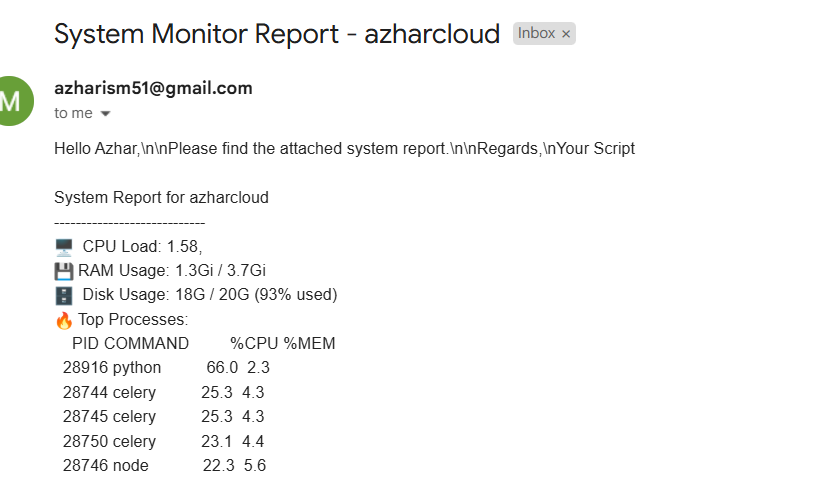 System Monitor Report - azharcloud Inbox ×
M
azharism51@gmail.com
to me
Hello Azhar,\n\nPlease find the attached system report.\n\nRegards,\nYour Script
System Report for azharcloud
----------------------------
🖥️ CPU Load: 1.58,
💾 RAM Usage: 1.3Gi / 3.7Gi
🗄️ Disk Usage: 18G / 20G (93% used)
🔥 Top Processes:
PID COMMAND %CPU %MEM
28916 python 66.0 2.3
28744 celery 25.3 4.3
28745 celery 25.3 4.3
28750 celery 23.1 4.4
28746 node 22.3 5.6